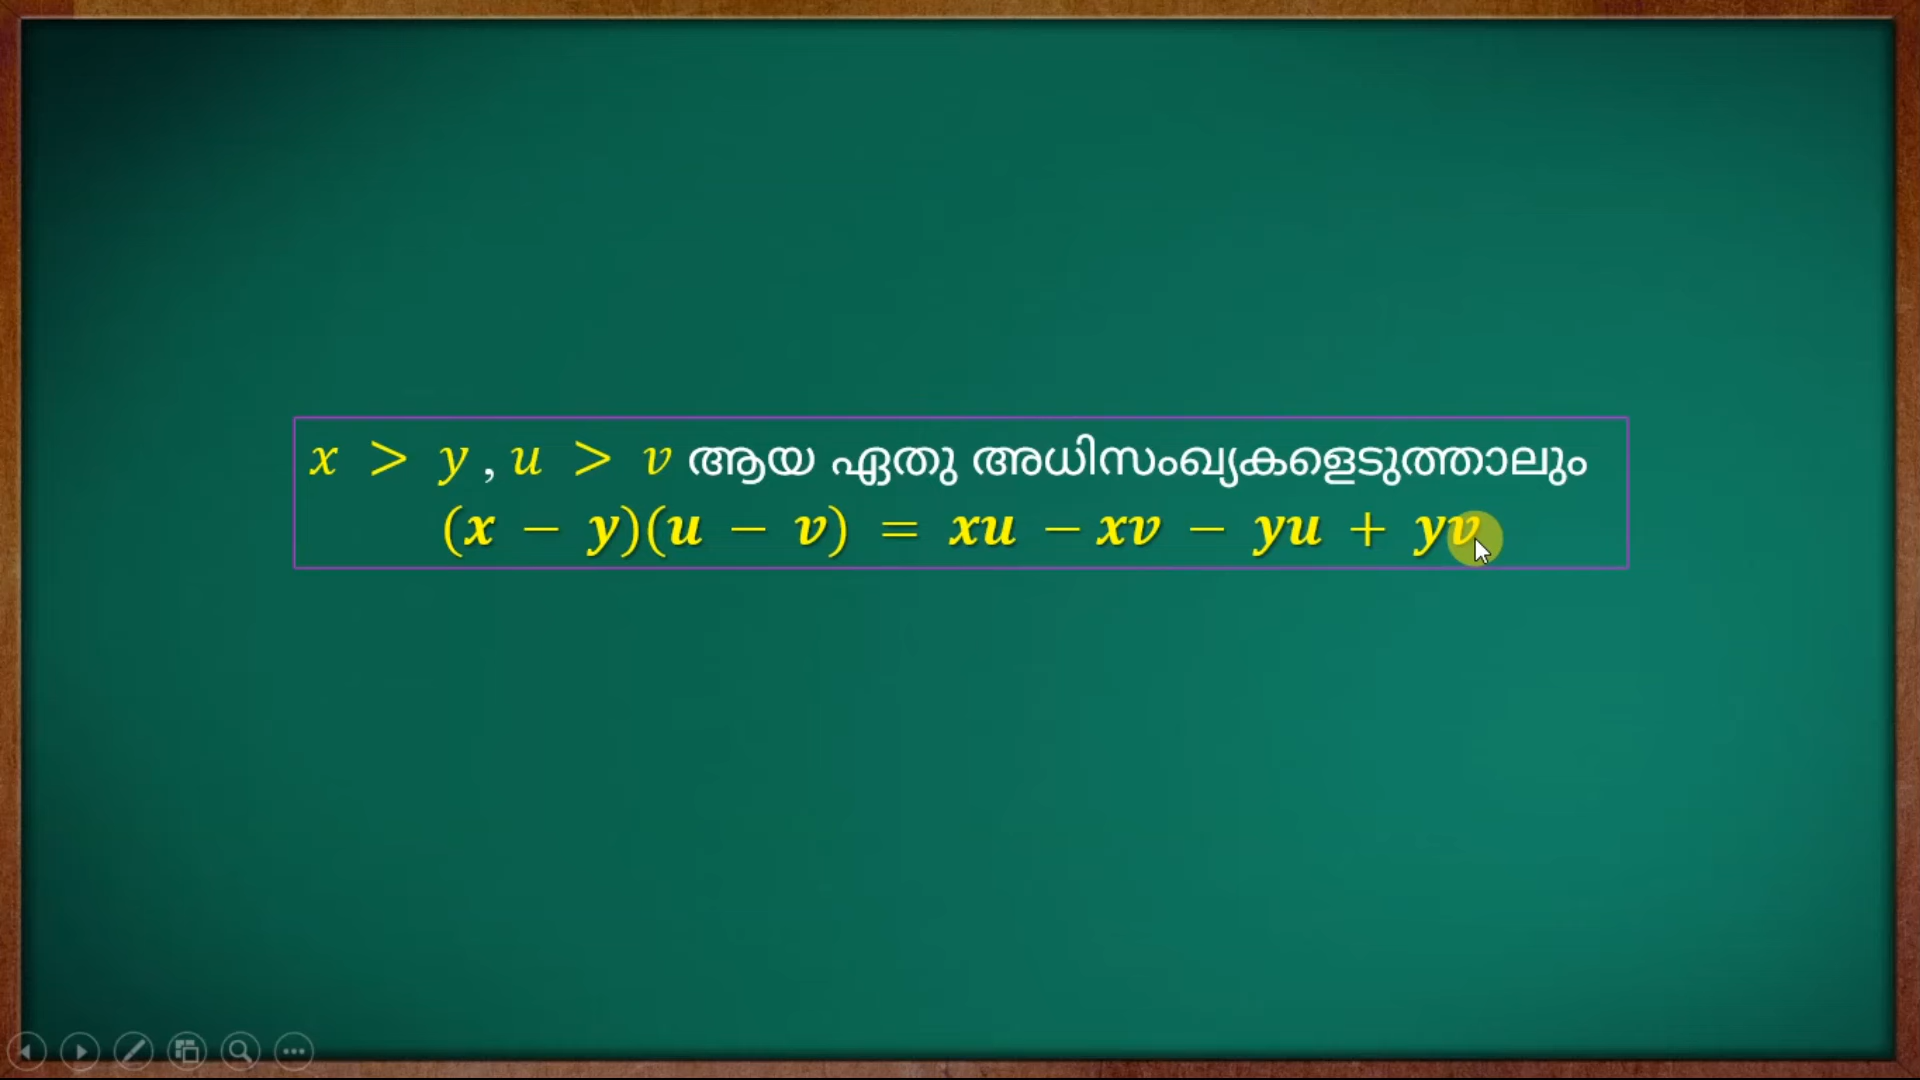 x > y , u > v ആയ ഏതു അധിസംഖ്യകളെടുത്താലും
(x − y)(u − v) = xu − xv − yu + yv